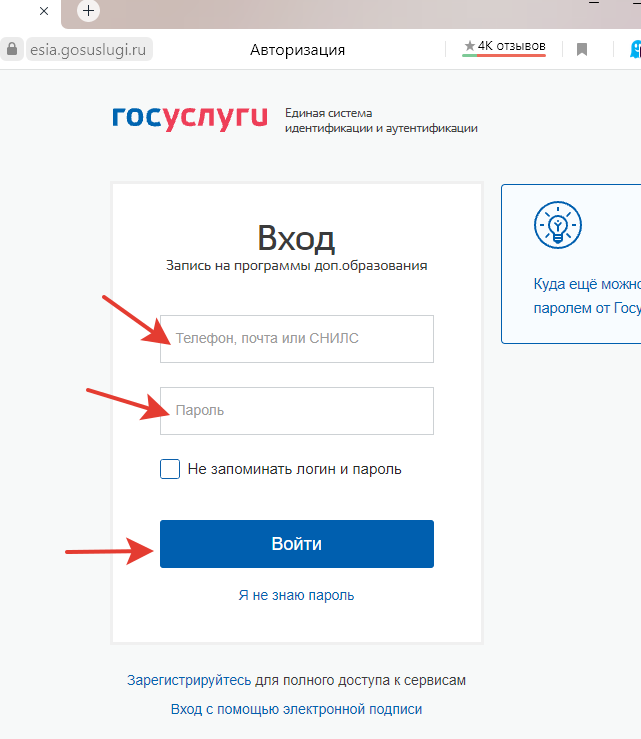 esia.gosuslugi.ru
Авторизация
4К отзывов
госуслуги
Единая система
идентификации и аутентификации
Вход
Запись на программы доп.образования
Телефон, почта или СНИЛС
Пароль
Не запоминать логин и пароль
Войти
Я не знаю пароль
Зарегистрируйтесь для полного доступа к сервисам
Вход с помощью электронной подписи
Куда ещё можно
паролем от Госу